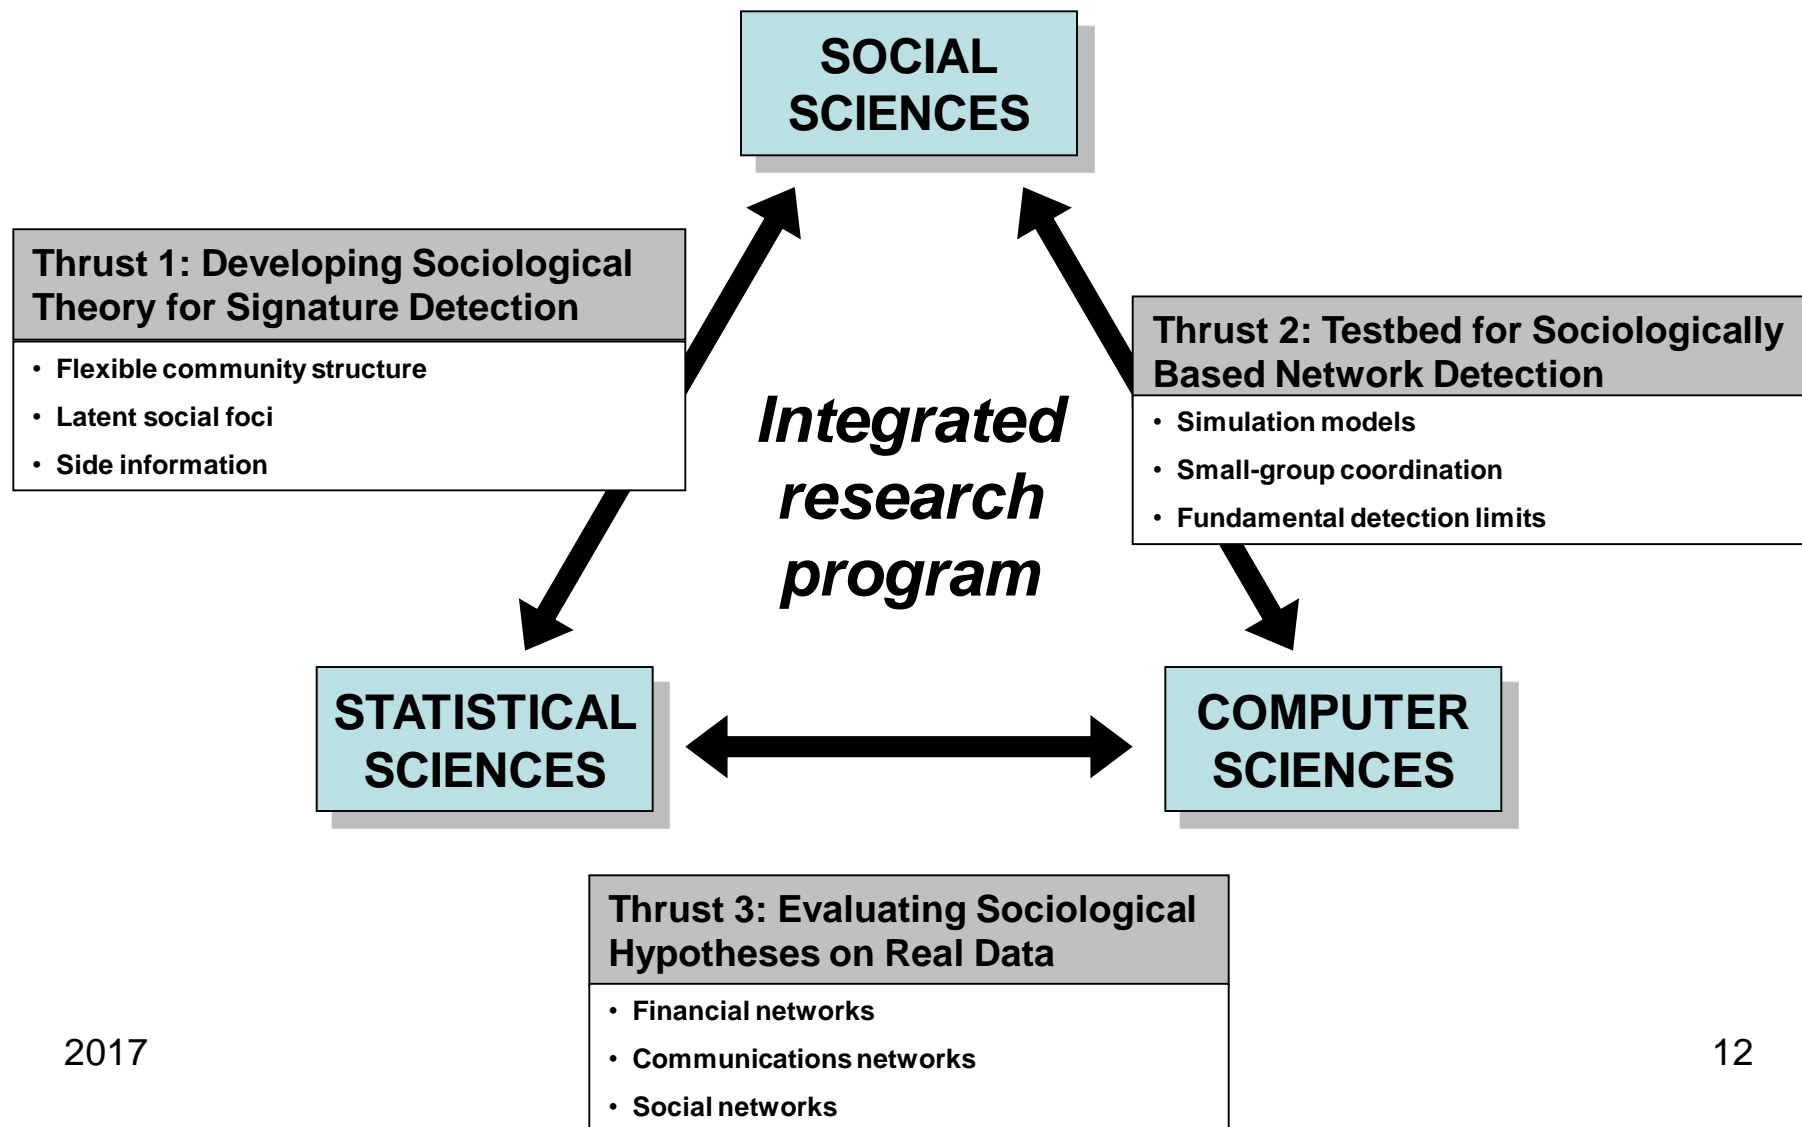 SOCIAL
SCIENCES
Thrust 1: Developing Sociological
Theory for Signature Detection
• Flexible community structure
• Latent social foci
• Side information
Thrust 2: Testbed for Sociologically
Based Network Detection
• Simulation models
• Small-group coordination
• Fundamental detection limits
Integrated
research
program
STATISTICAL
SCIENCES
COMPUTER
SCIENCES
Thrust 3: Evaluating Sociological
Hypotheses on Real Data
• Financial networks
• Communications networks
• Social networks
2017
12